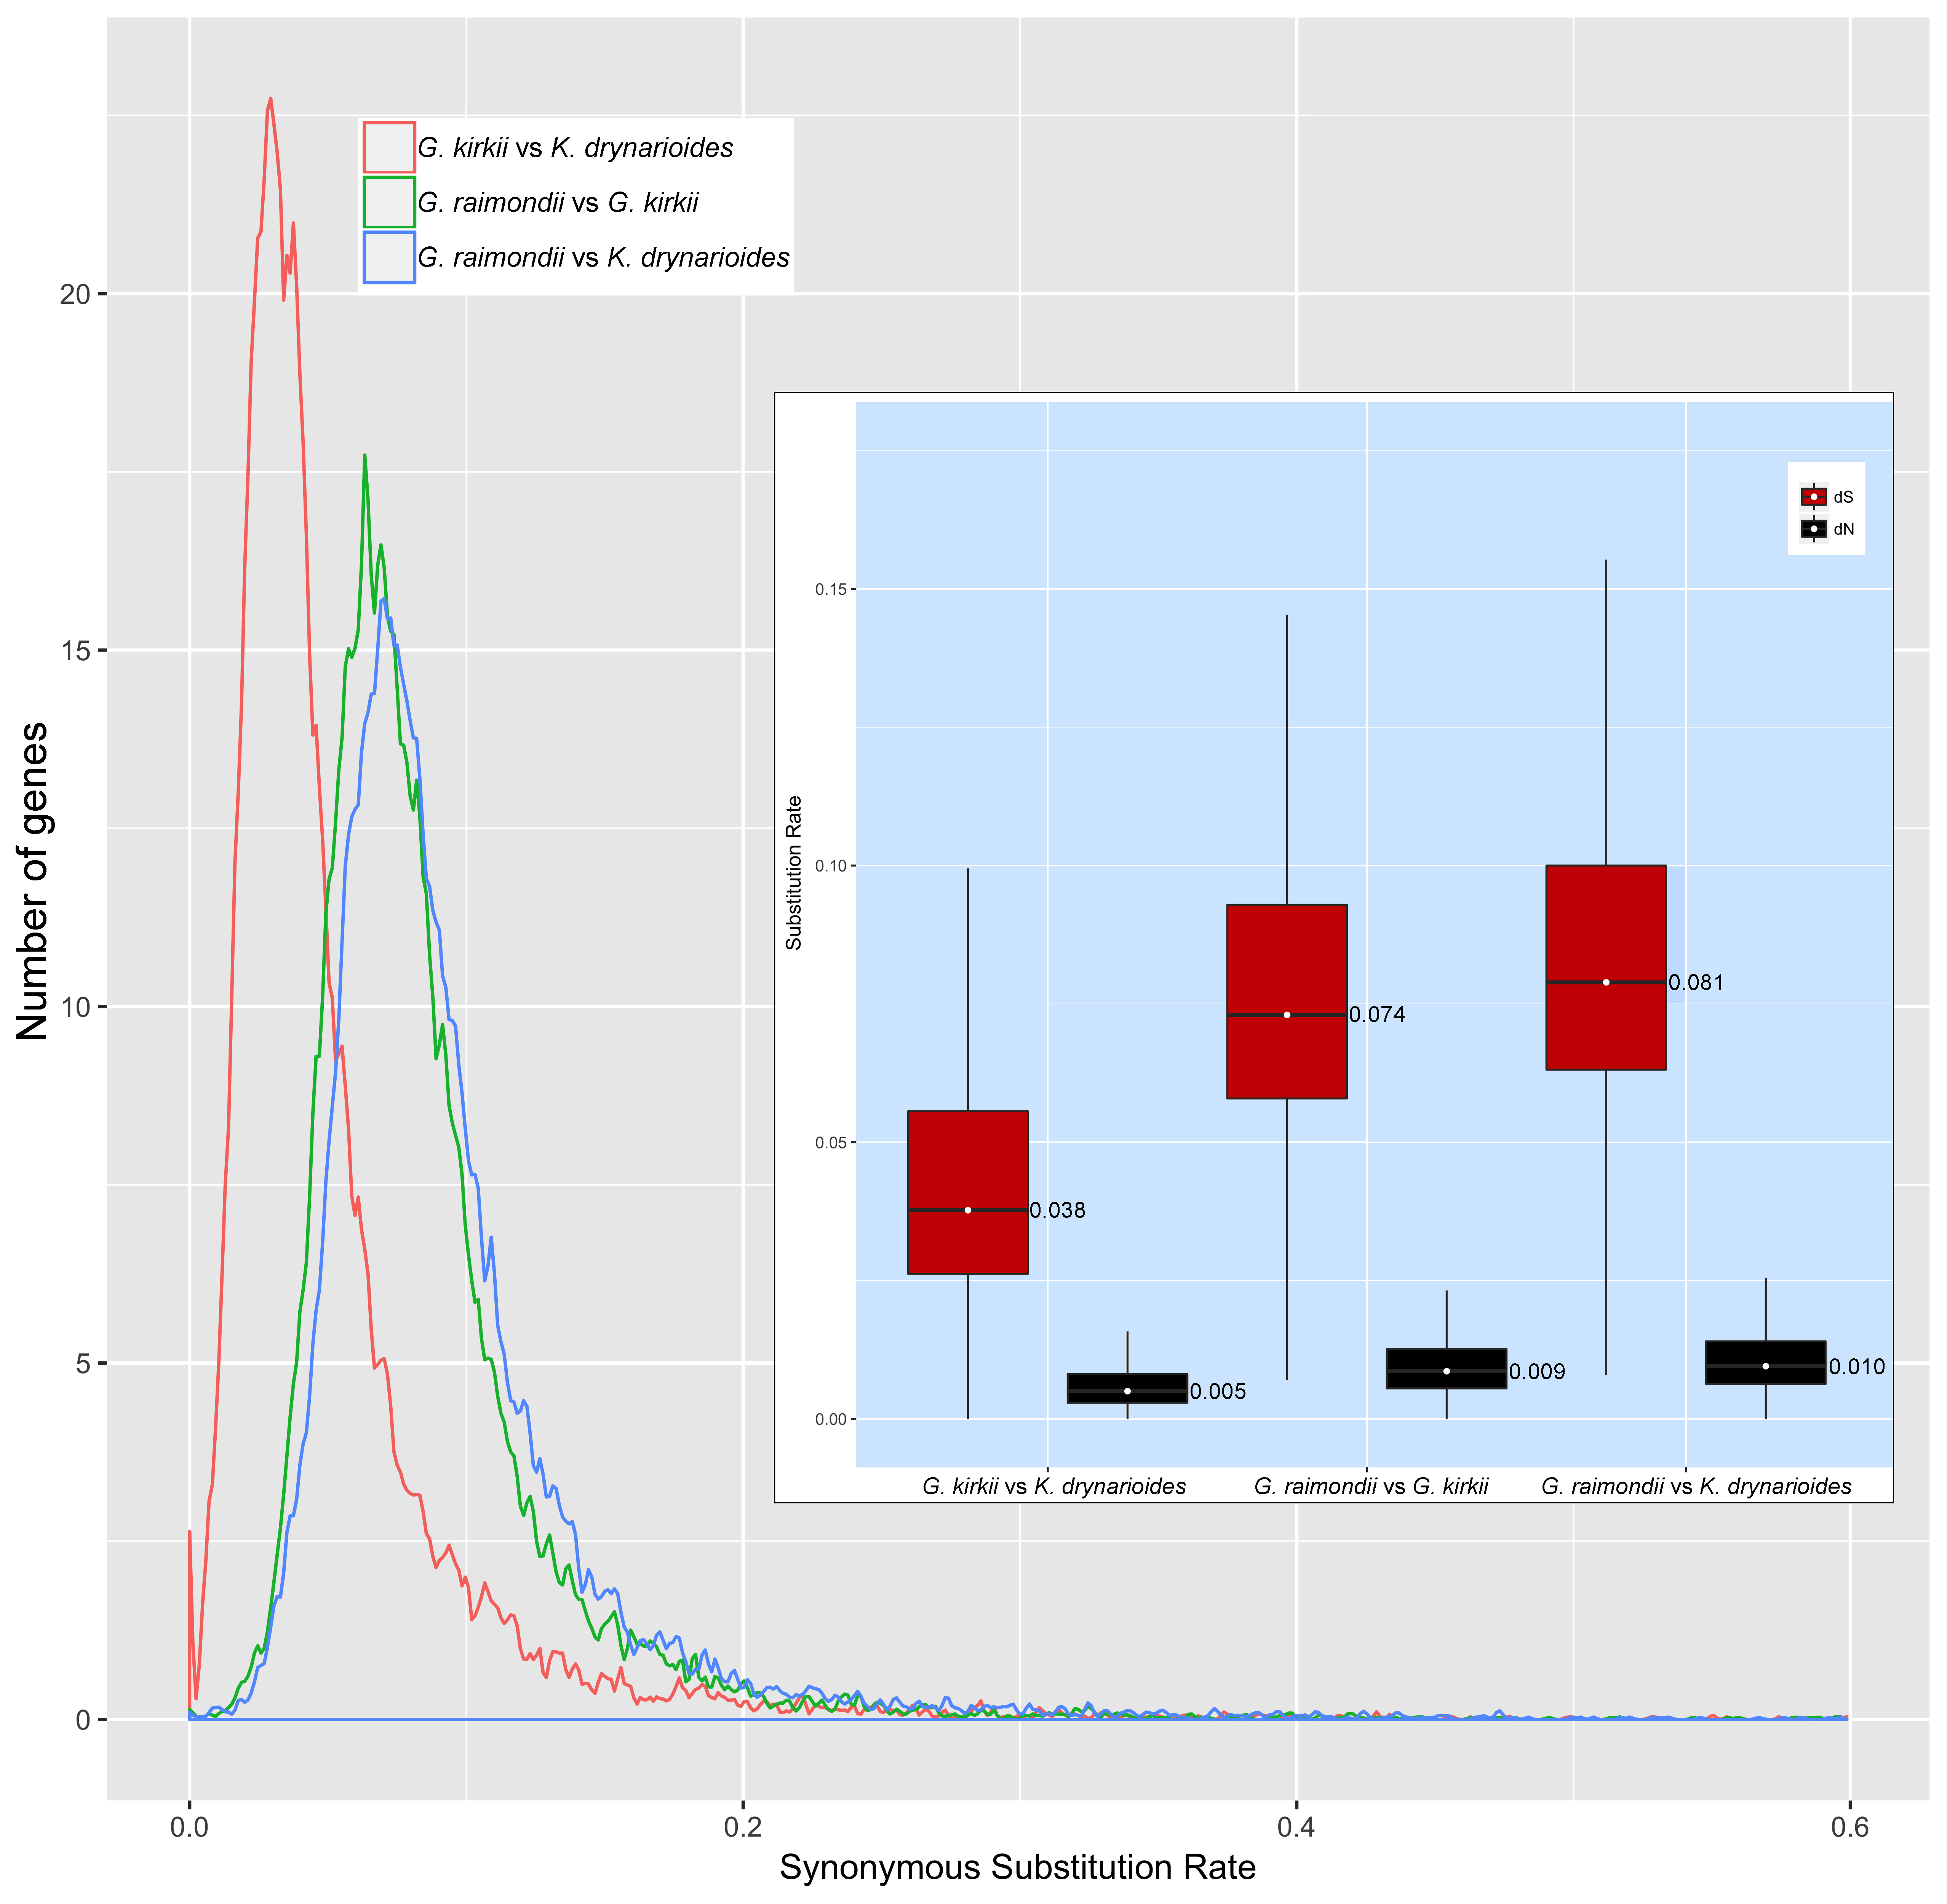 G. kirkii vs K. drynarioides
G. raimondii vs G. kirkii
G. raimondii vs K. drynarioides
Number of genes
20
15
10
5
0
0.0
0.2
0.4
0.6
Synonymous Substitution Rate
dS
dN
Substitution Rate
0.15
0.10
0.05
0.00
0.038
0.005
0.074
0.009
0.081
0.010
G. kirkii vs K. drynarioides
G. raimondii vs G. kirkii
G. raimondii vs K. drynarioides